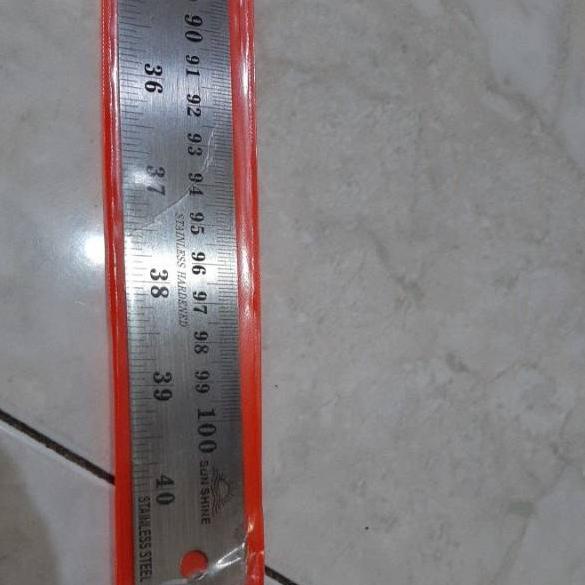 90 91 92 93 94 95 96 97 98 99 100
SUN SHINE
STAINLESS HARDENED
36 37 38 39 40
STAINLESS STEEL